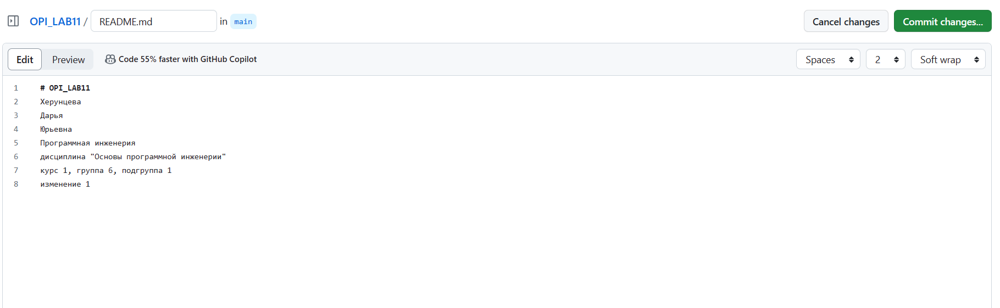 OPI_LAB11 / README.md in main Cancel changes Commit changes...
Edit Preview Code 55% faster with GitHub Copilot Spaces 2 Soft wrap
1 # OPI_LAB11
2 Херунцева
3 Дарья
4 Юрьевна
5 Программная инженерия
6 дисциплина "Основы программной инженерии"
7 курс 1, группа 6, подгруппа 1
8 изменение 1